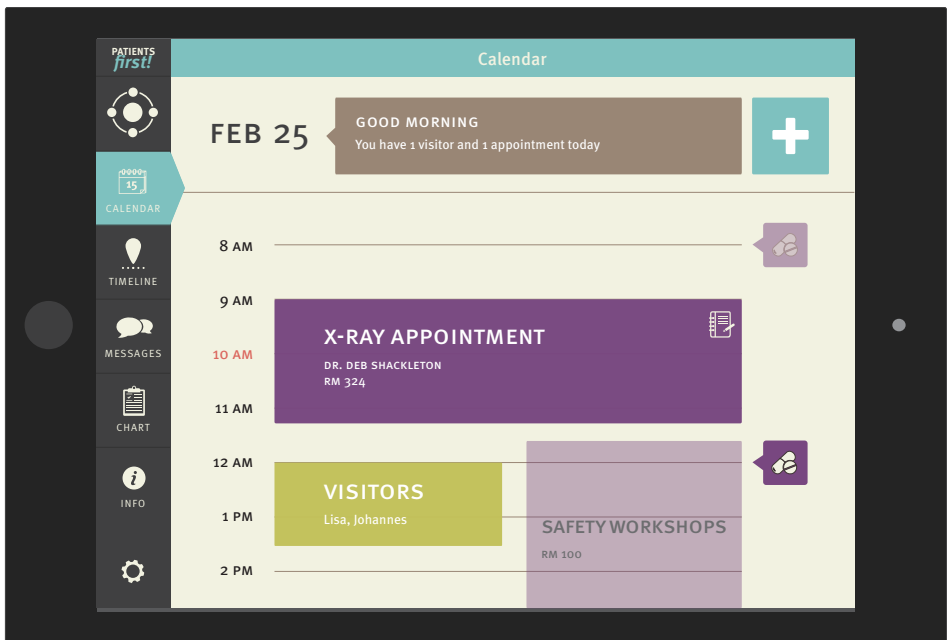 PATIENTS
first!
Calendar
FEB 25
GOOD MORNING
You have 1 visitor and 1 appointment today
15
CALENDAR
TIMELINE
MESSAGES
CHART
INFO
8 AM
9 AM
X-RAY APPOINTMENT
DR. DEB SHACKLETON
RM 324
10 AM
11 AM
12 AM
VISITORS
Lisa, Johannes
1 PM
SAFETY WORKSHOPS
RM 100
2 PM